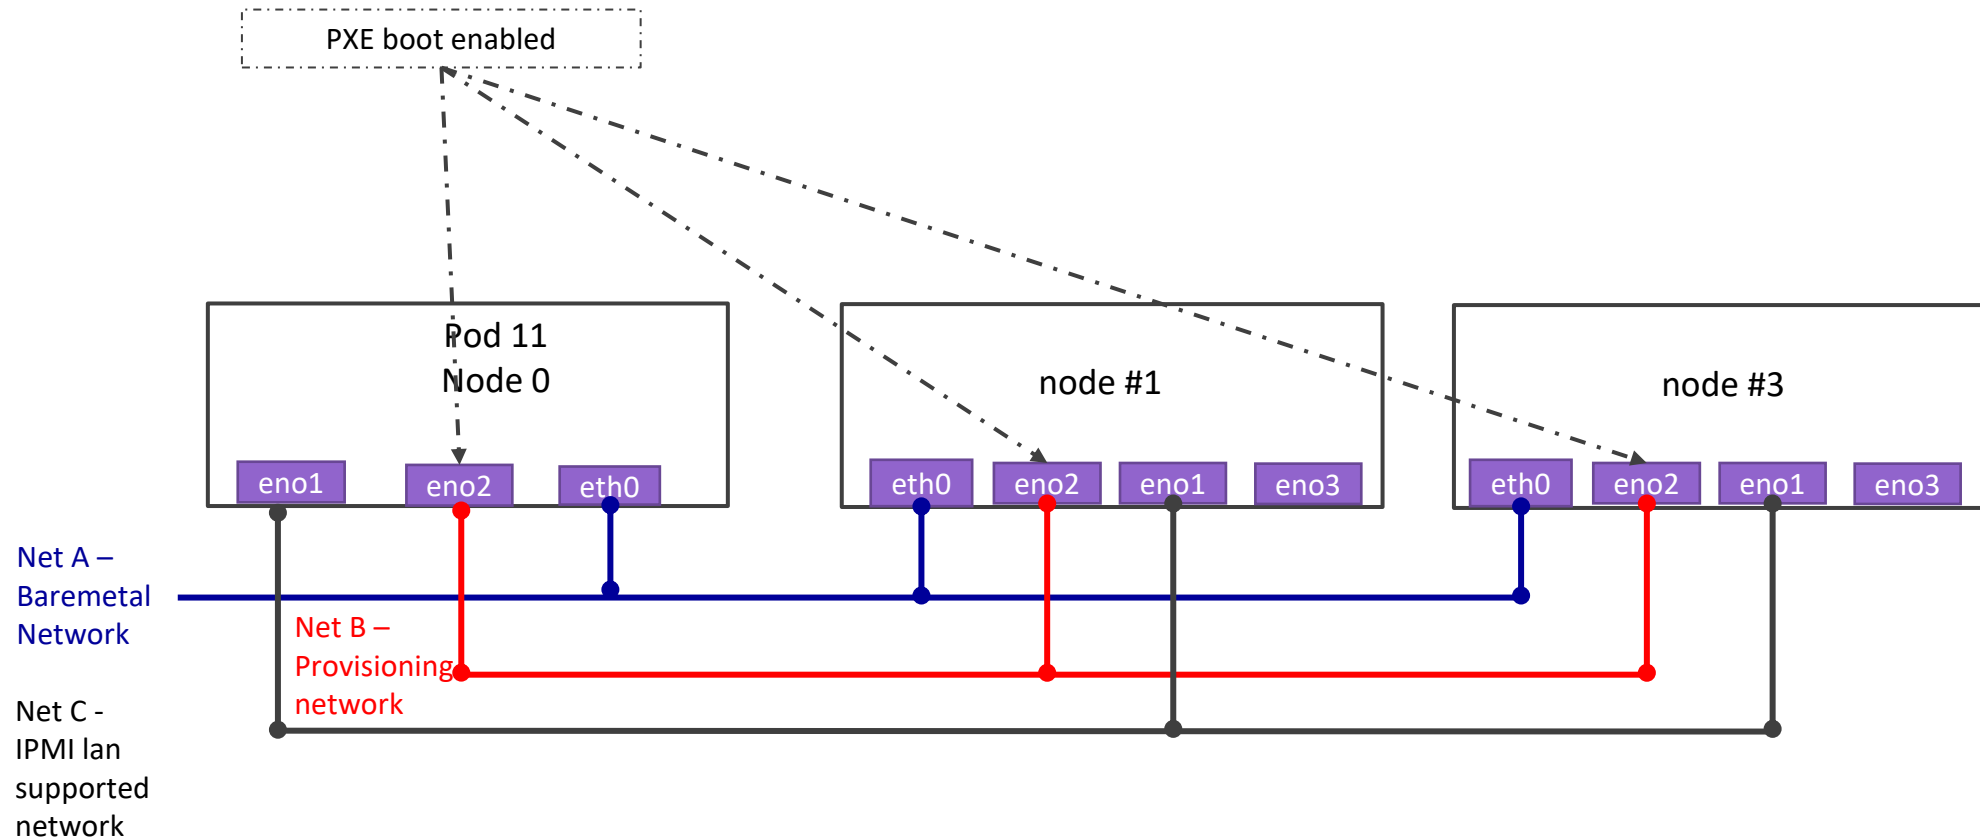 PXE boot enabled
Pod 11
Node 0
node #1
node #3
eno1
eno2
eth0
eth0
eno2
eno1
eno3
eth0
eno2
eno1
eno3
Net A –
Baremetal
Network
Net B –
Provisioning
network
Net C -
IPMI lan
supported
network